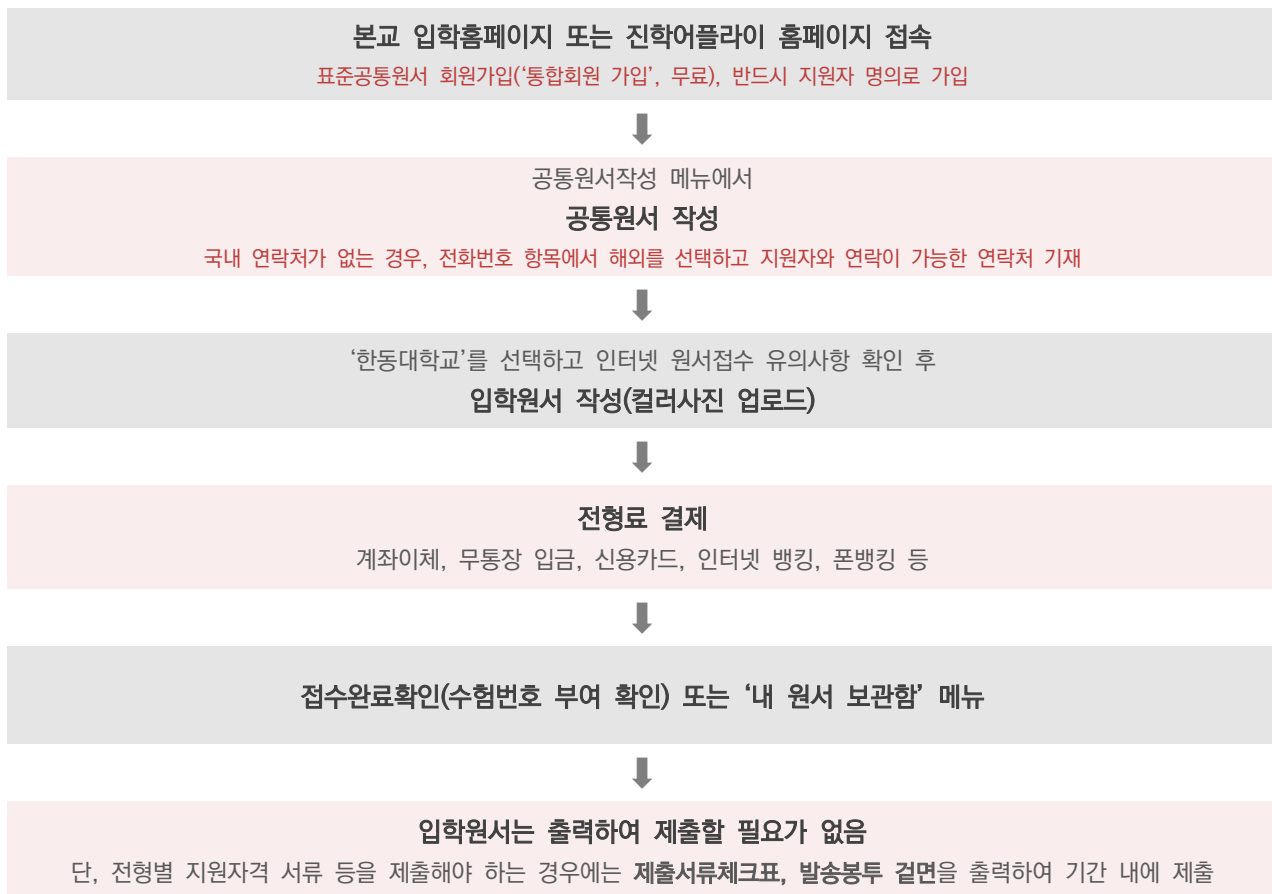 본교 입학홈페이지 또는 진학어플라이 홈페이지 접속
표준공통원서 회원가입(‘통합회원 가입’, 무료), 반드시 지원자 명의로 가입
공통원서작성 메뉴에서
공통원서 작성
국내 연락처가 없는 경우, 전화번호 항목에서 해외를 선택하고 지원자와 연락이 가능한 연락처 기재
‘한동대학교’를 선택하고 인터넷 원서접수 유의사항 확인 후
입학원서 작성(컬러사진 업로드)
전형료 결제
계좌이체, 무통장 입금, 신용카드, 인터넷 뱅킹, 폰뱅킹 등
접수완료확인(수험번호 부여 확인) 또는 ‘내 원서 보관함’ 메뉴
입학원서는 출력하여 제출할 필요가 없음
단, 전형별 지원자격 서류 등을 제출해야 하는 경우에는 제출서류체크표, 발송봉투 겉면을 출력하여 기간 내에 제출